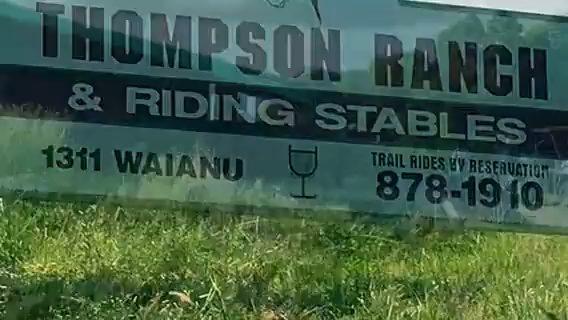 THOMPSON RANCH
& RIDING STABLES
1311 WAIANU
TRAIL RIDES BY RESERVATION
878-1910